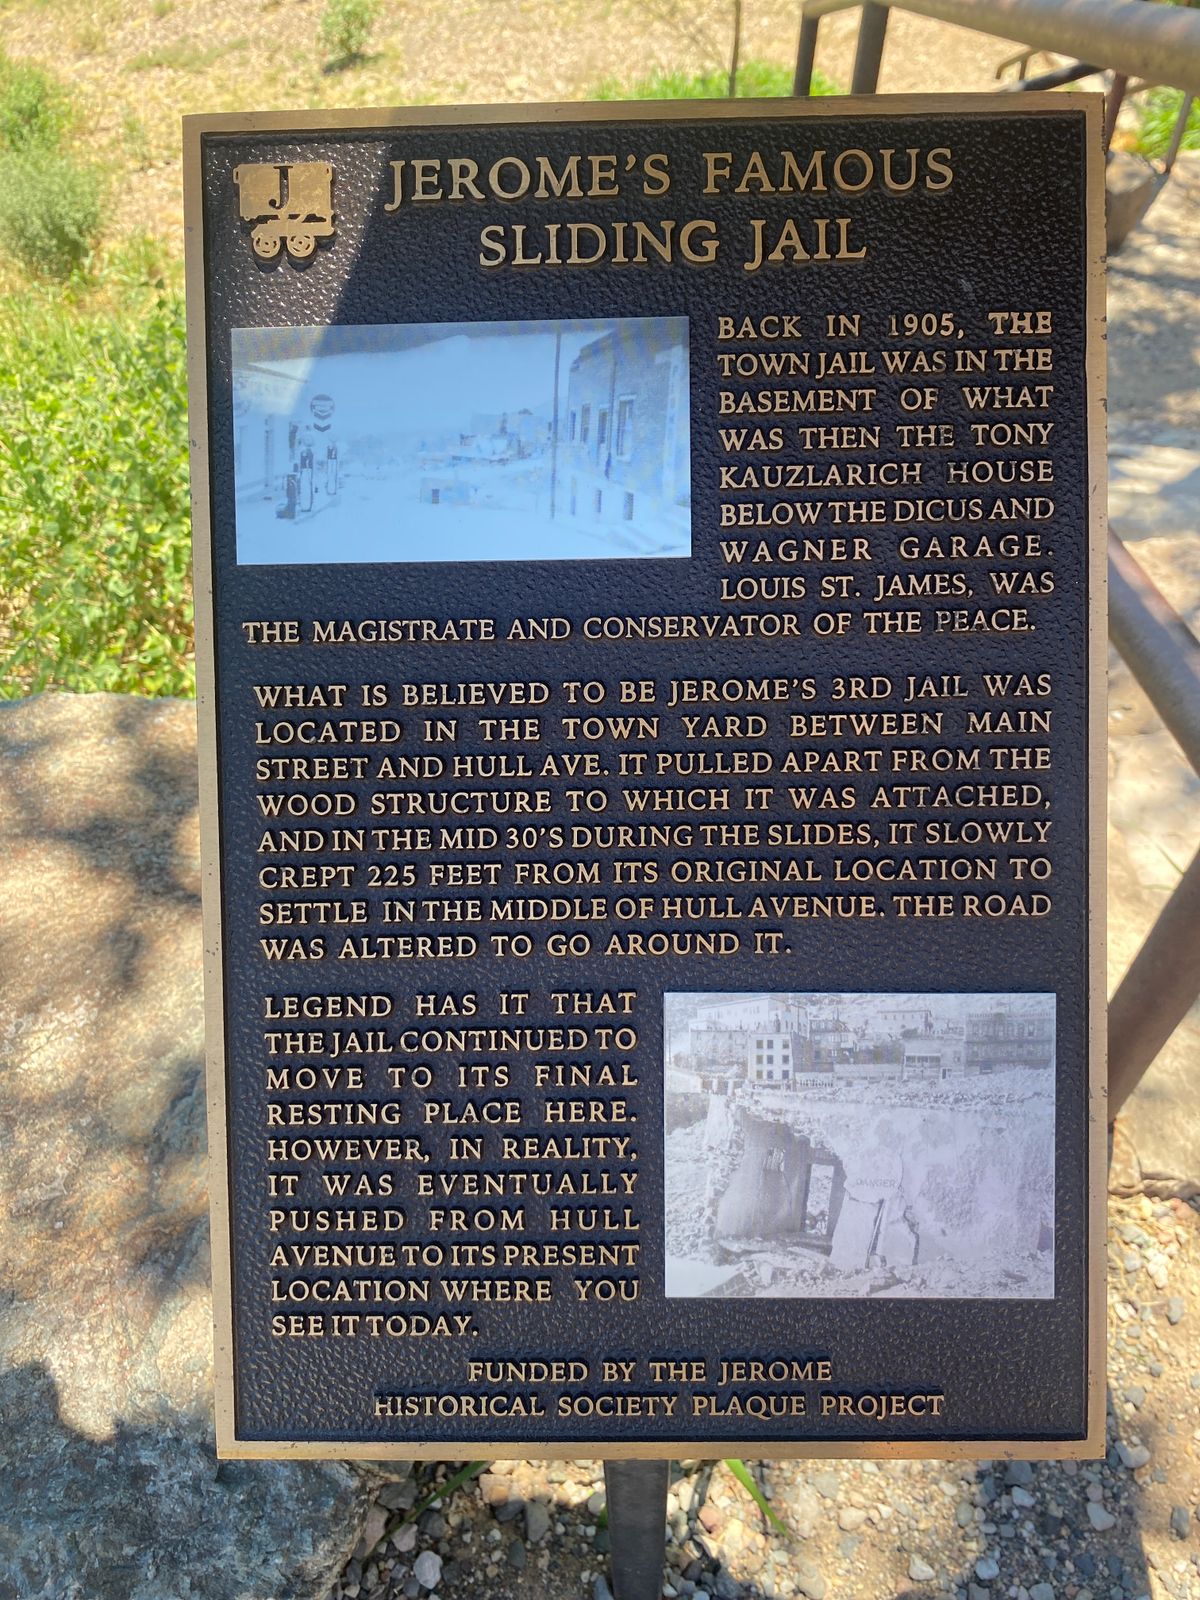 J
JEROME'S FAMOUS
SLIDING JAIL
BACK IN 1905, THE
TOWN JAIL WAS IN THE
BASEMENT OF WHAT
WAS THEN THE TONY
KAUZLARICH HOUSE
BELOW THE DICUS AND
WAGNER GARAGE.
LOUIS ST. JAMES, WAS
THE MAGISTRATE AND CONSERVATOR OF THE PEACE.
WHAT IS BELIEVED TO BE JEROME'S 3RD JAIL WAS
LOCATED IN THE TOWN YARD BETWEEN MAIN
STREET AND HULL AVE. IT PULLED APART FROM THE
WOOD STRUCTURE TO WHICH IT WAS ATTACHED,
AND IN THE MID 30'S DURING THE SLIDES, IT SLOWLY
CREPT 225 FEET FROM ITS ORIGINAL LOCATION TO
SETTLE IN THE MIDDLE OF HULL AVENUE. THE ROAD
WAS ALTERED TO GO AROUND IT.
LEGEND HAS IT THAT
THE JAIL CONTINUED TO
MOVE TO ITS FINAL
RESTING PLACE HERE.
HOWEVER, IN REALITY,
IT WAS EVENTUALLY
PUSHED FROM HULL
AVENUE TO ITS PRESENT
LOCATION WHERE YOU
SEE IT TODAY.
DANGER
FUNDED BY THE JEROME
HISTORICAL SOCIETY PLAQUE PROJECT